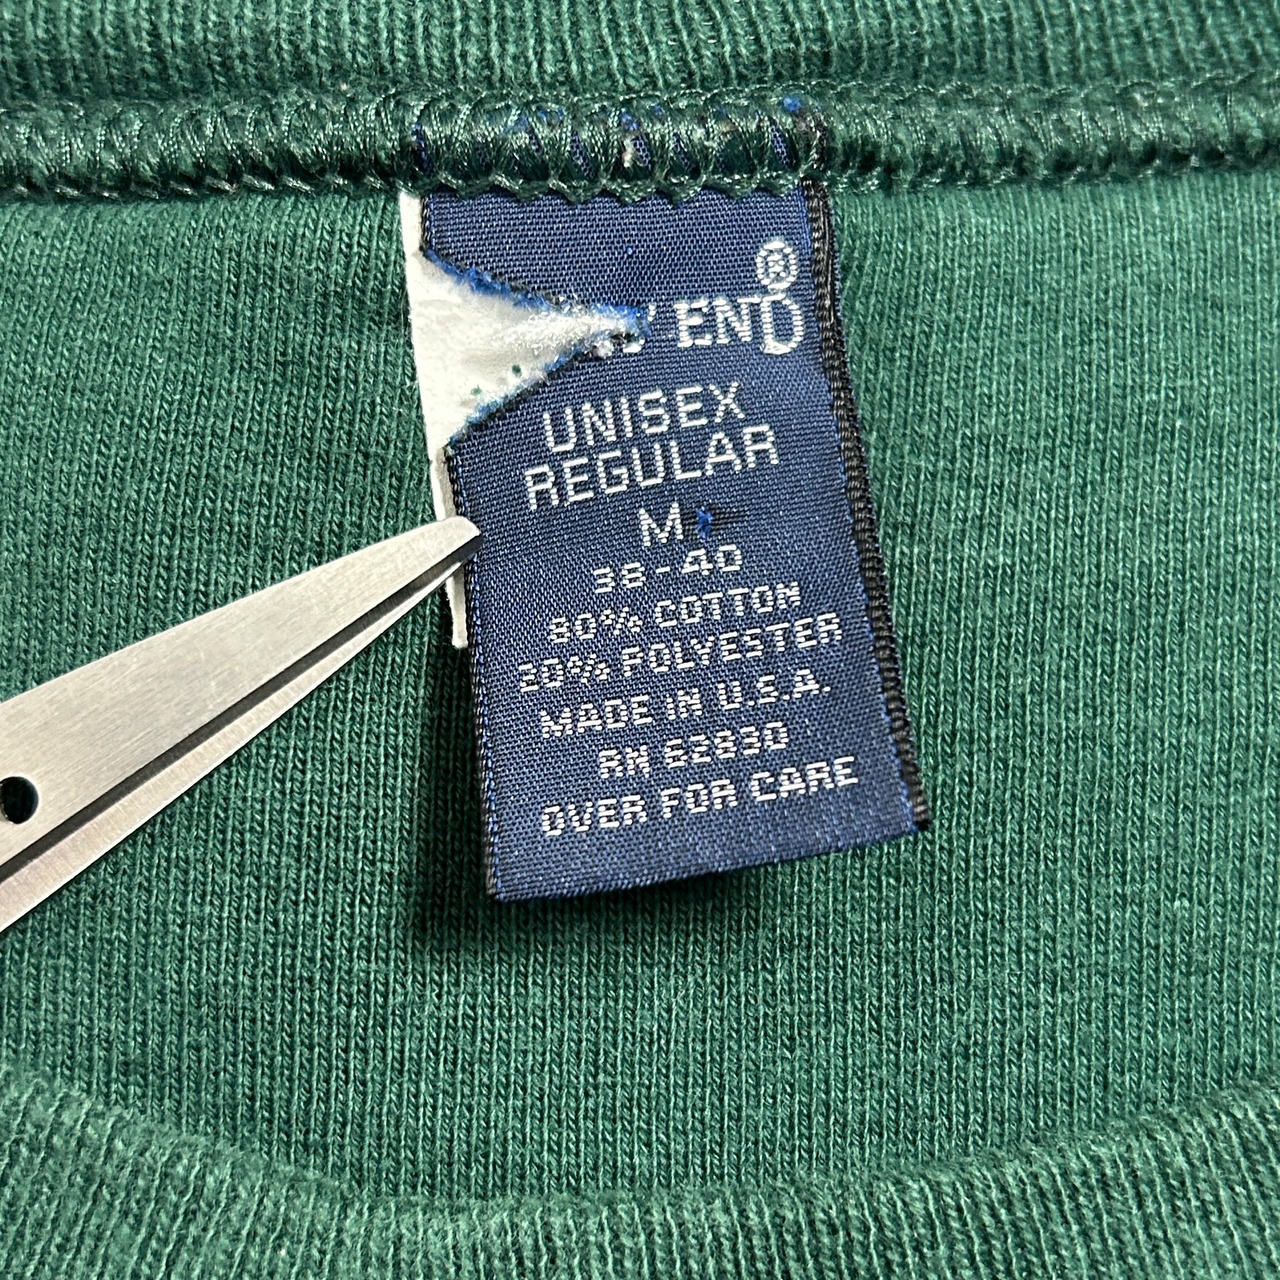 ' END®
UNISEX
REGULAR
M
38-40
80% COTTON
20% POLYESTER
MADE IN U.S.A.
RN 62830
OVER FOR CARE